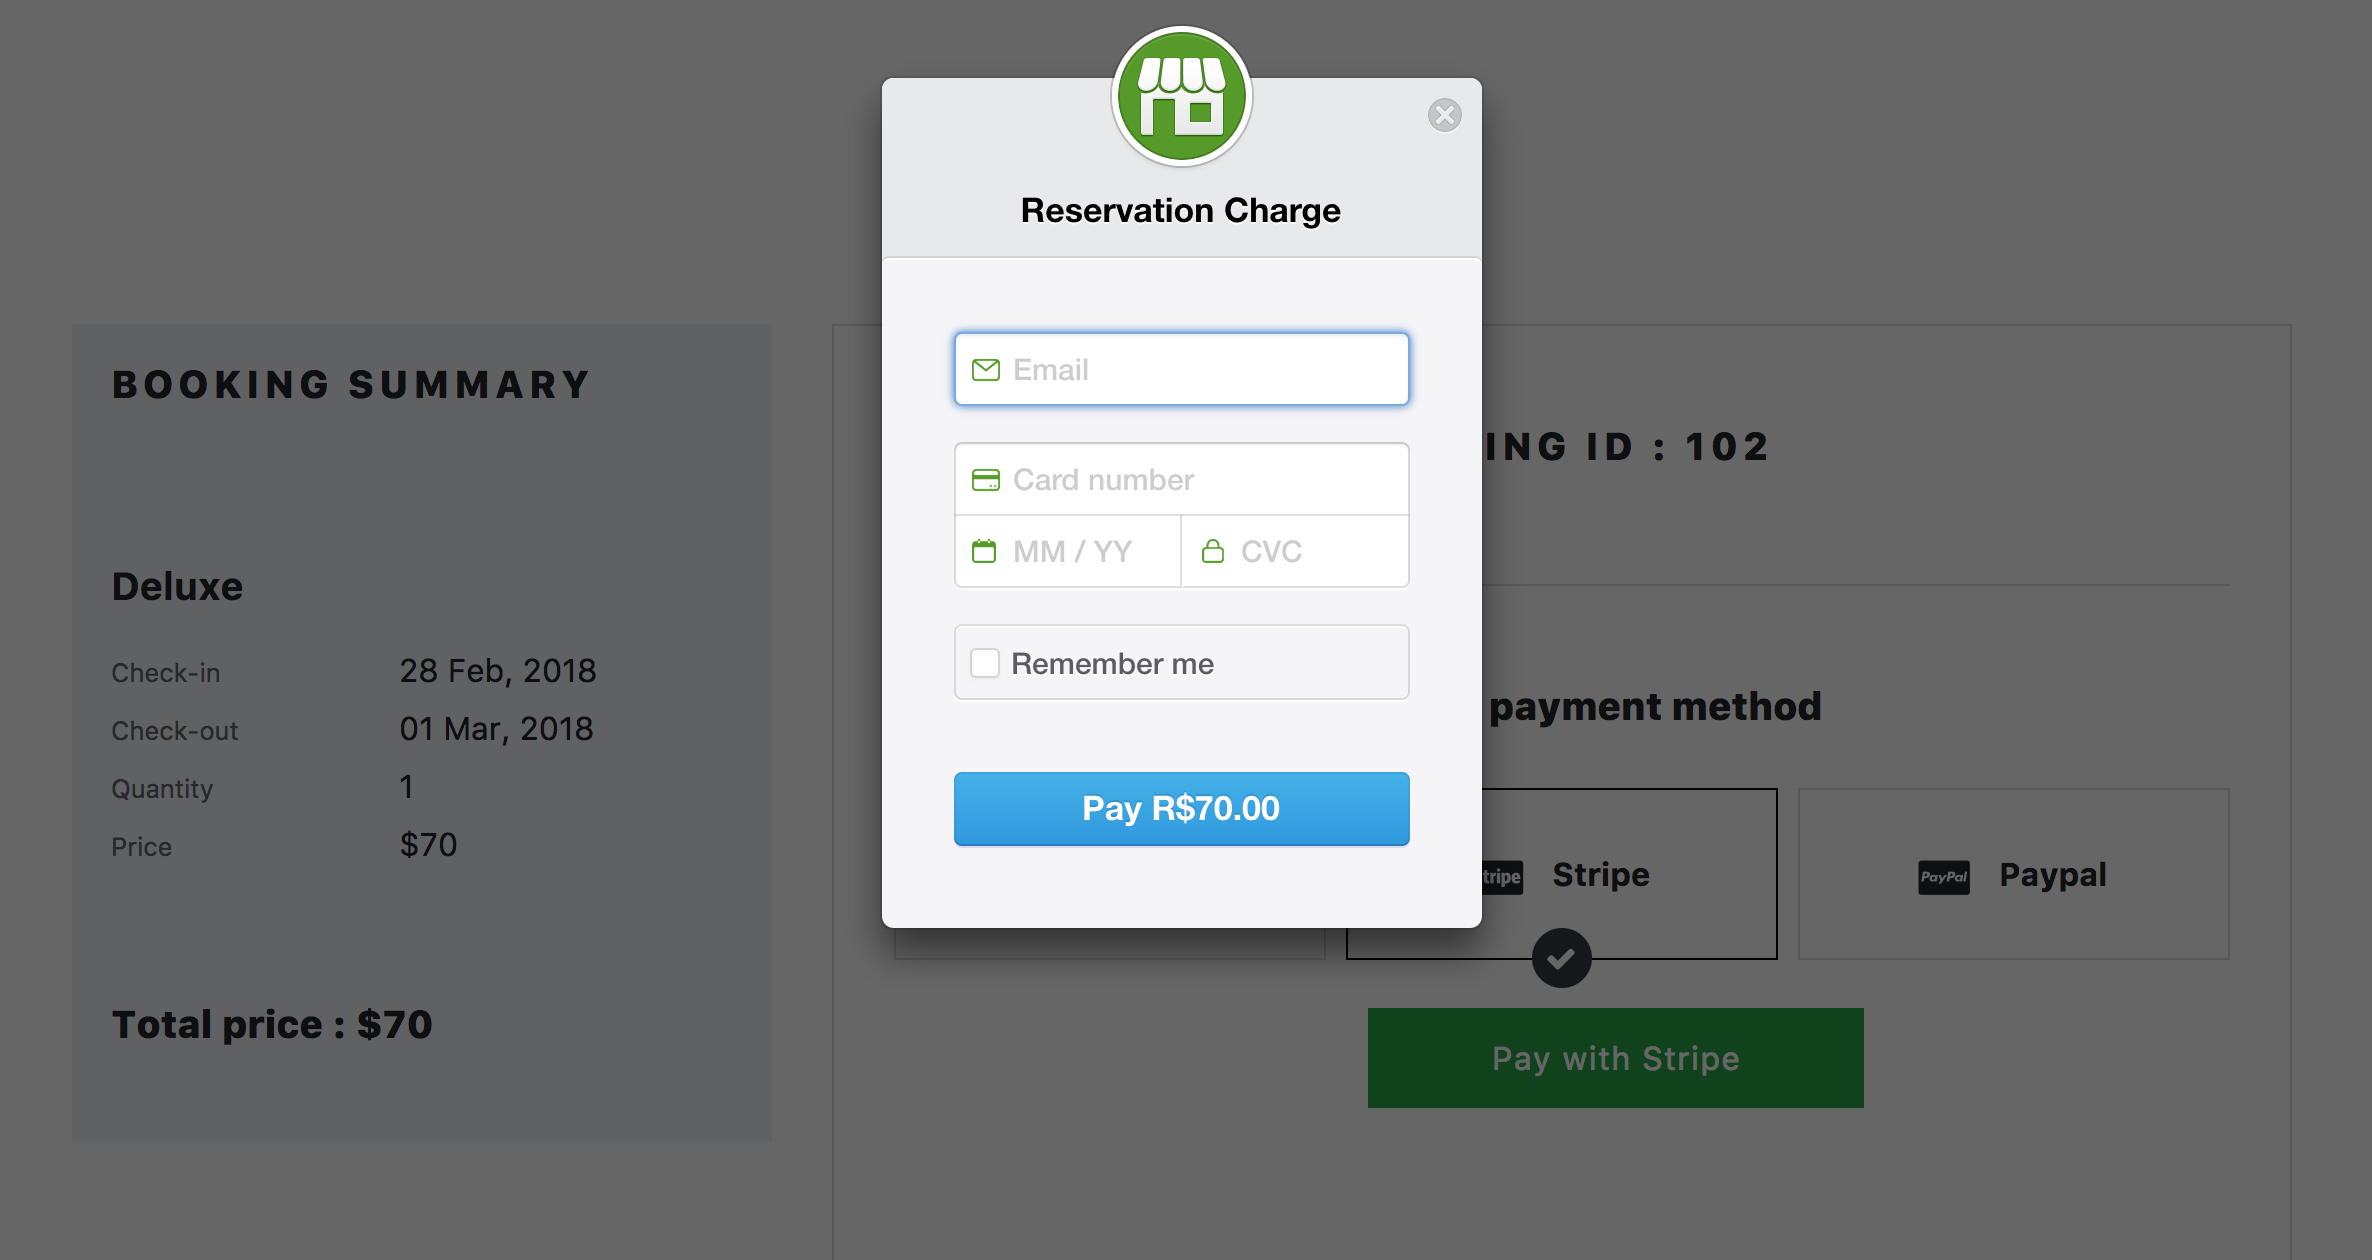 Reservation Charge
Email
Card number
MM / YY
CVC
Remember me
Pay R$70.00
BOOKING SUMMARY
Deluxe
Check-in 28 Feb, 2018
Check-out 01 Mar, 2018
Quantity 1
Price $70
Total price : $70
ING ID : 102
payment method
tripe Stripe
PayPal Paypal
Pay with Stripe